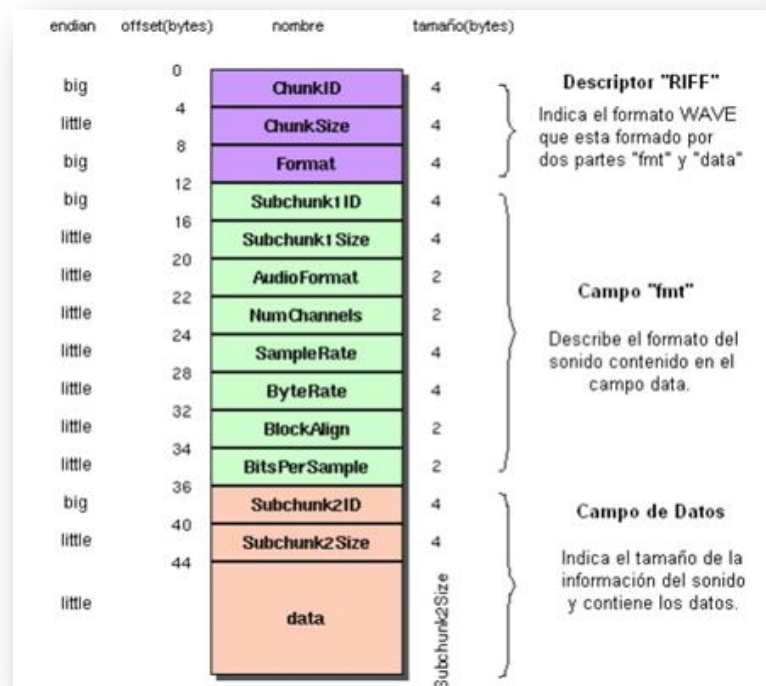 endian offset(bytes) nombre tamaño(bytes)
0
big ChunkID 4
4
little ChunkSize 4
8
big Format 4
12
big Subchunk1ID 4
16
little Subchunk1Size 4
20
little AudioFormat 2
22
little NumChannels 2
24
little SampleRate 4
28
little ByteRate 4
32
little BlockAlign 2
34
little BitsPerSample 2
36
big Subchunk2ID 4
40
little Subchunk2Size 4
44
little data Subchunk2Size
Descriptor "RIFF"
Indica el formato WAVE
que esta formado por
dos partes "fmt" y "data"
Campo "fmt"
Describe el formato del
sonido contenido en el
campo data.
Campo de Datos
Indica el tamaño de la
información del sonido
y contiene los datos.